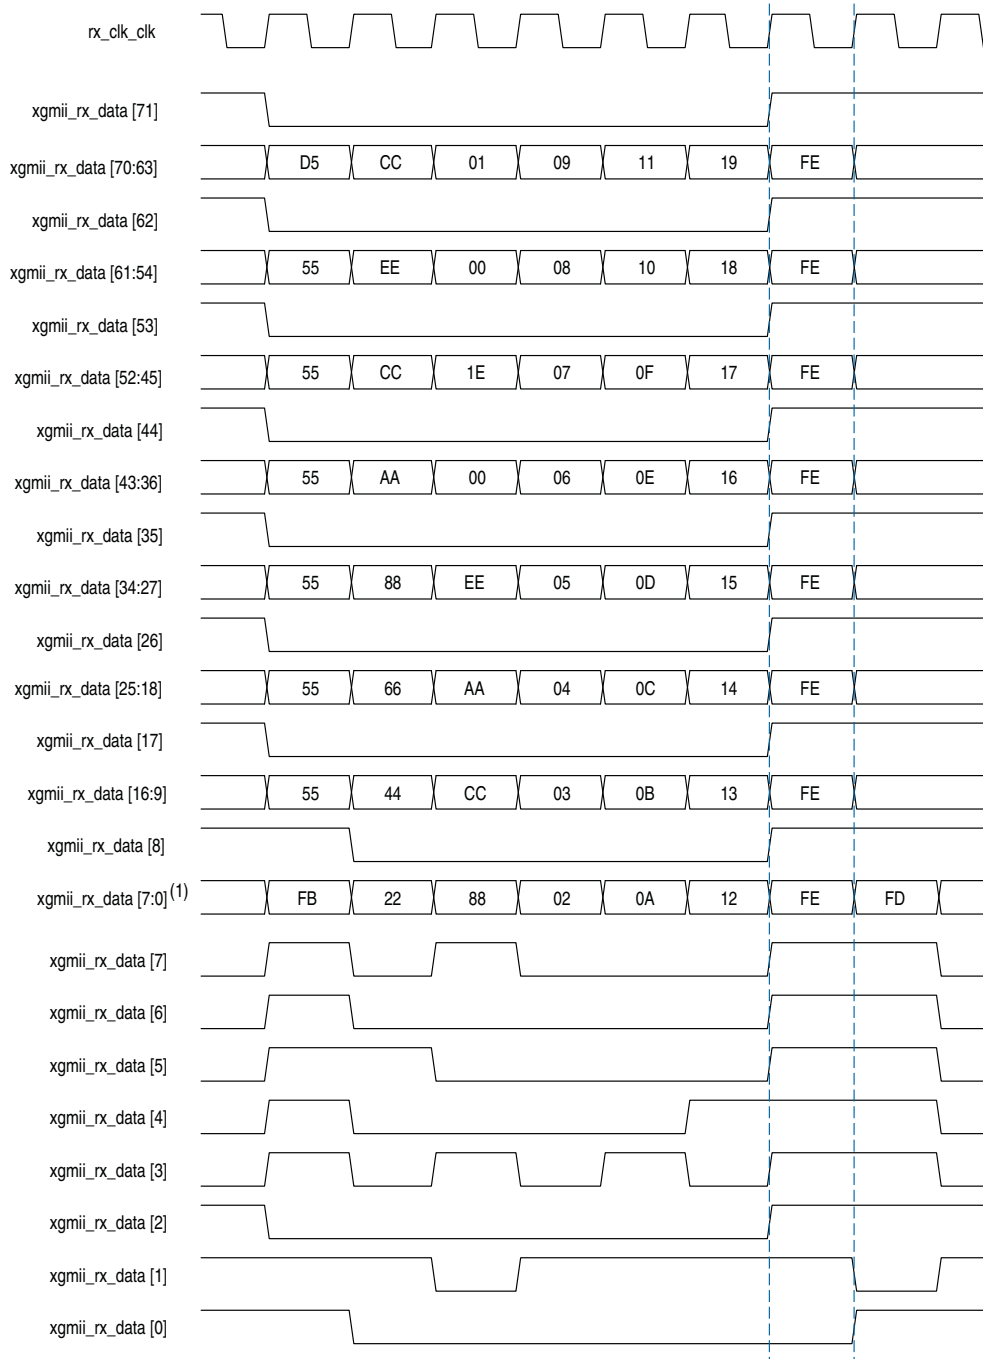 rx_clk_clk
xgmii_rx_data [71]
xgmii_rx_data [70:63] D5 CC 01 09 11 19 FE
xgmii_rx_data [62]
xgmii_rx_data [61:54] 55 EE 00 08 10 18 FE
xgmii_rx_data [53]
xgmii_rx_data [52:45] 55 CC 1E 07 0F 17 FE
xgmii_rx_data [44]
xgmii_rx_data [43:36] 55 AA 00 06 0E 16 FE
xgmii_rx_data [35]
xgmii_rx_data [34:27] 55 88 EE 05 0D 15 FE
xgmii_rx_data [26]
xgmii_rx_data [25:18] 55 66 AA 04 0C 14 FE
xgmii_rx_data [17]
xgmii_rx_data [16:9] 55 44 CC 03 0B 13 FE
xgmii_rx_data [8]
xgmii_rx_data [7:0] (1) FB 22 88 02 0A 12 FE FD
xgmii_rx_data [7]
xgmii_rx_data [6]
xgmii_rx_data [5]
xgmii_rx_data [4]
xgmii_rx_data [3]
xgmii_rx_data [2]
xgmii_rx_data [1]
xgmii_rx_data [0]